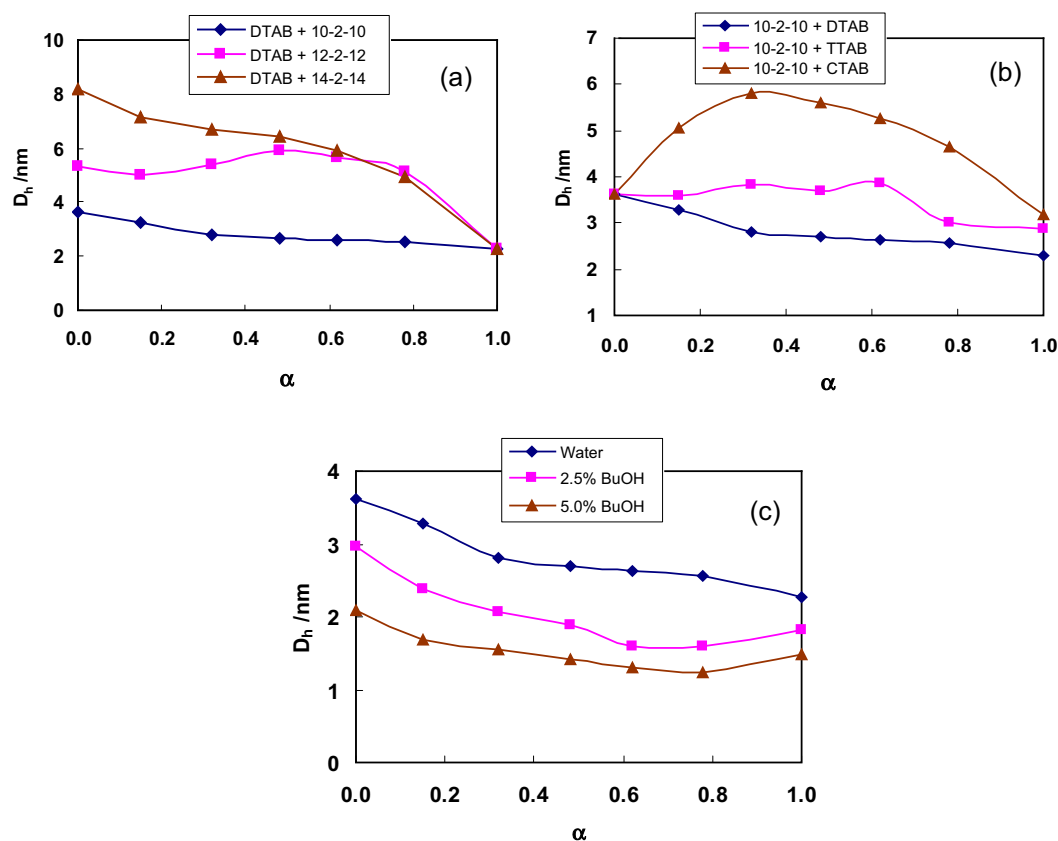 DTAB + 10-2-10
DTAB + 12-2-12
DTAB + 14-2-14
(a)
10
8
6
4
2
0
D_h /nm
0.0 0.2 0.4 0.6 0.8 1.0
α
10-2-10 + DTAB
10-2-10 + TTAB
10-2-10 + CTAB
(b)
7
6
5
4
3
2
1
D_h /nm
0.0 0.2 0.4 0.6 0.8 1.0
α
Water
2.5% BuOH
5.0% BuOH
(c)
4
3
2
1
0
D_h /nm
0.0 0.2 0.4 0.6 0.8 1.0
α